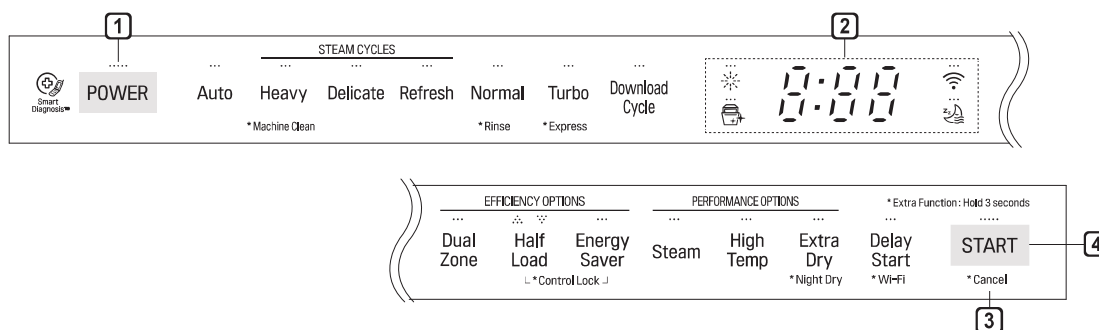 1
2
STEAM CYCLES
Smart
Diagnosis™
POWER
Auto
Heavy
Delicate
Refresh
Normal
Turbo
Download
Cycle
8:88
*Machine Clean
*Rinse
*Express
z z
EFFICIENCY OPTIONS
PERFORMANCE OPTIONS
*Extra Function : Hold 3 seconds
Dual
Zone
Half
Load
Energy
Saver
Steam
High
Temp
Extra
Dry
Delay
Start
START
4
*Control Lock
*Night Dry
*Wi-Fi
*Cancel
3